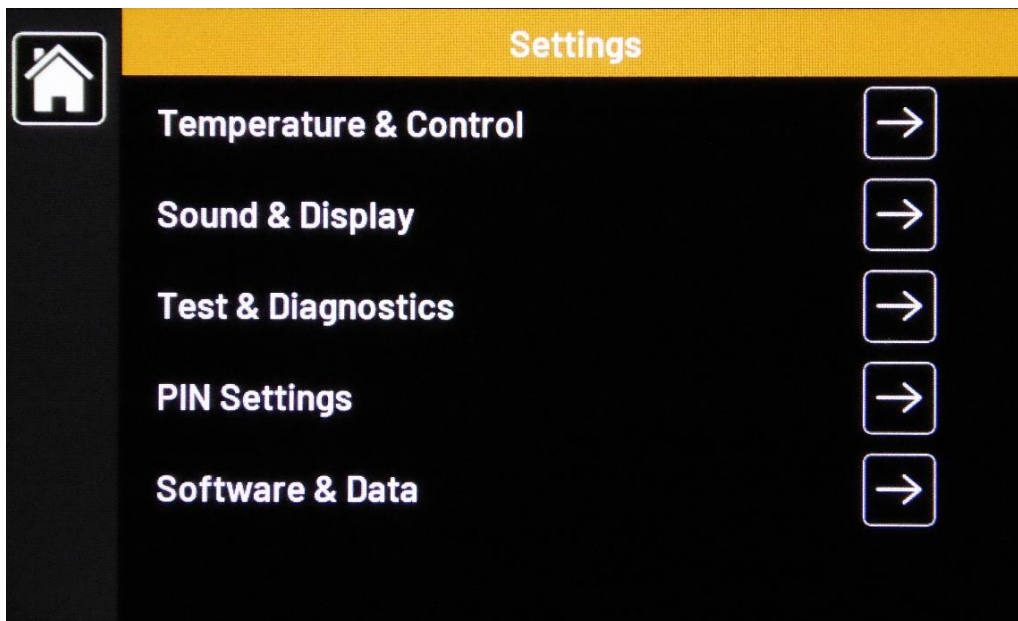 Settings
Temperature & Control
Sound & Display
Test & Diagnostics
PIN Settings
Software & Data